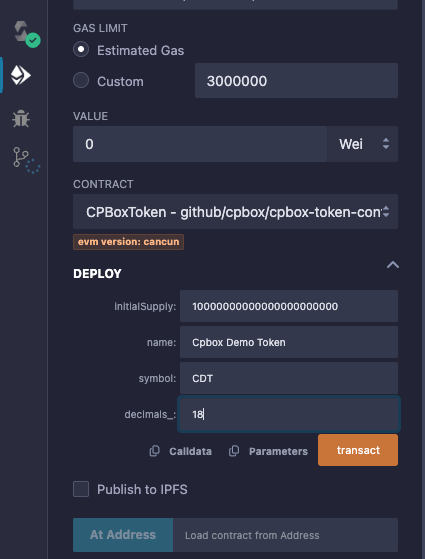 GAS LIMIT
Estimated Gas
Custom
3000000
VALUE
0
Wei
CONTRACT
CPBoxToken - github/cpbox/cpbox-token-con
evm version: cancun
DEPLOY
initialSupply:
10000000000000000000000
name:
Cpbox Demo Token
symbol:
CDT
decimals_:
18
Calldata
Parameters
transact
Publish to IPFS
At Address
Load contract from Address